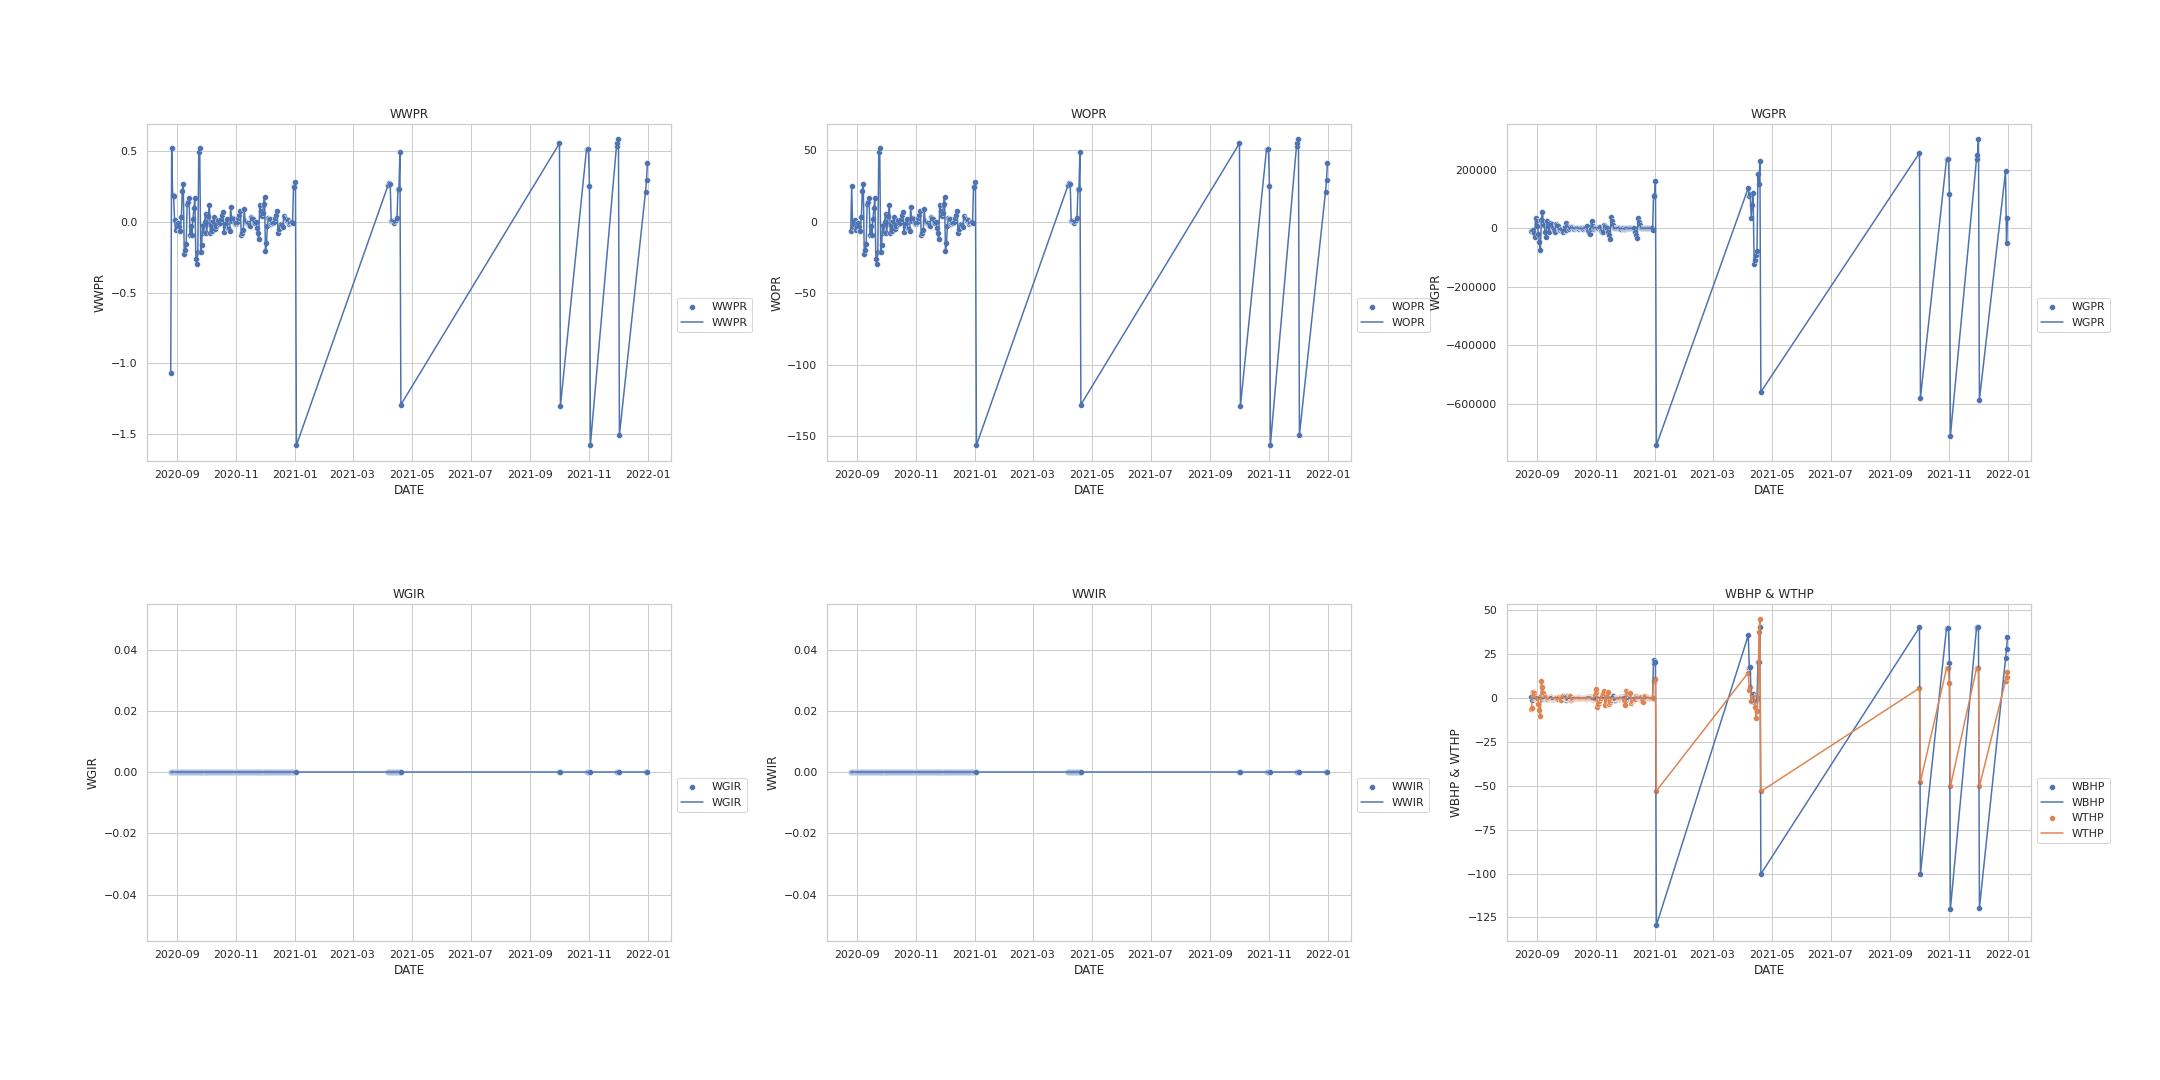 WWPR
0.5
0.0
−0.5
−1.0
−1.5
WWPR
2020-09 2020-11 2021-01 2021-03 2021-05 2021-07 2021-09 2021-11 2022-01
DATE
WWPR
WWPR
WOPR
50
0
−50
−100
−150
WOPR
2020-09 2020-11 2021-01 2021-03 2021-05 2021-07 2021-09 2021-11 2022-01
DATE
WOPR
WOPR
WGPR
200000
0
−200000
−400000
−600000
WGPR
2020-09 2020-11 2021-01 2021-03 2021-05 2021-07 2021-09 2021-11 2022-01
DATE
WGPR
WGPR
WGIR
0.04
0.02
0.00
−0.02
−0.04
WGIR
2020-09 2020-11 2021-01 2021-03 2021-05 2021-07 2021-09 2021-11 2022-01
DATE
WGIR
WGIR
WWIR
0.04
0.02
0.00
−0.02
−0.04
WWIR
2020-09 2020-11 2021-01 2021-03 2021-05 2021-07 2021-09 2021-11 2022-01
DATE
WWIR
WWIR
WBHP & WTHP
50
25
0
−25
−50
−75
−100
−125
WBHP & WTHP
2020-09 2020-11 2021-01 2021-03 2021-05 2021-07 2021-09 2021-11 2022-01
DATE
WBHP
WBHP
WTHP
WTHP